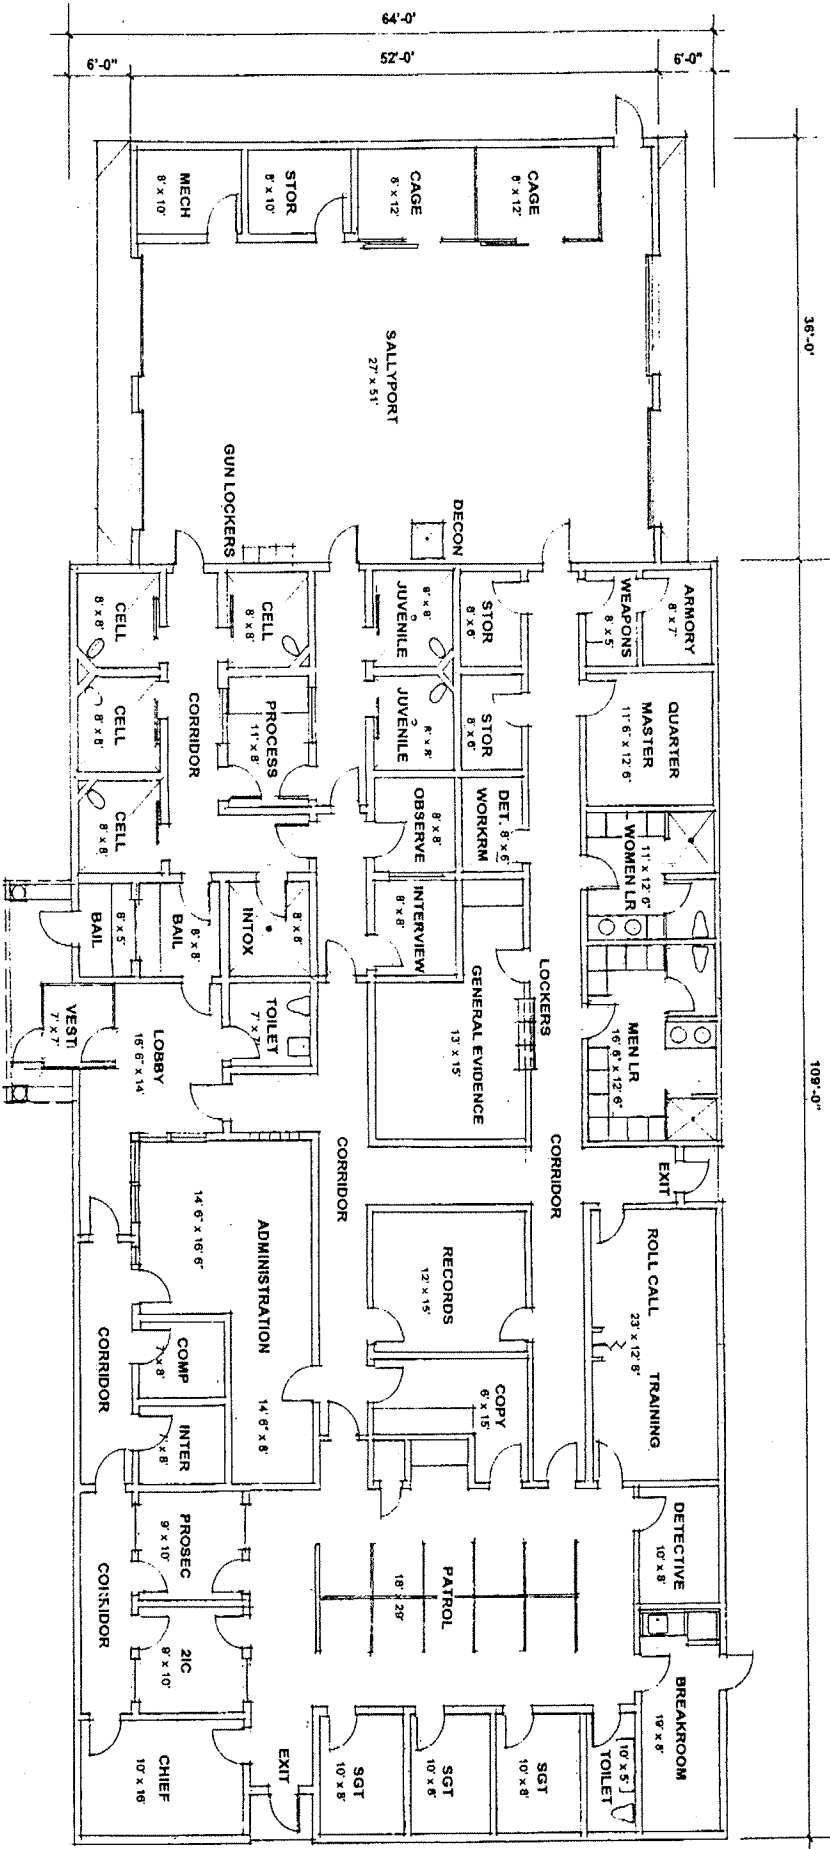 64'-0'
6'-0"
52'-0'
6'-0"
36'-0'
109'-0"
MECH
8' x 10'
STOR
8' x 10'
CAGE
8' x 12'
CAGE
8' x 12'
SALLYPORT
27' x 51'
GUN LOCKERS
DECON
CELL
8' x 8'
CELL
8' x 8'
CELL
8' x 8'
CELL
8' x 8'
CORRIDOR
PROCESS
11' x 8'
JUVENILE
8' x 8'
JUVENILE
8' x 8'
STOR
8' x 6'
STOR
8' x 6'
WEAPONS
8' x 5'
ARMORY
8' x 7'
QUARTER
MASTER
11' 6" x 12' 6"
DET.
8' x 6'
WORKRM
8' x 8'
OBSERVE
INTERVIEW
8' x 8'
11' x 12' 6"
WOMEN LR
MEN LR
16' 6" x 12' 6"
BAIL
8' x 5'
BAIL
8' x 8'
INTOX
8' x 8'
TOILET
7' x 7'
VEST
7' x 7'
LOBBY
GENERAL EVIDENCE
13' x 15'
LOCKERS
CORRIDOR
CORRIDOR
EXIT
ADMINISTRATION
14' 6" x 16' 6"
14' 6" x 8'
RECORDS
12' x 15'
ROLL CALL
TRAINING
23' x 12' 6"
CORRIDOR
COMP
7' x 8'
INTER
7' x 8'
COPY
6' x 15'
PROSEC
9' x 10'
2IC
9' x 10'
CORRIDOR
PATROL
18' x 29'
DETECTIVE
10' x 8'
BREAKROOM
19' x 8'
CHIEF
10' x 16'
EXIT
SGT
10' x 8'
SGT
10' x 8'
SGT
10' x 8'
10' x 5'
TOILET